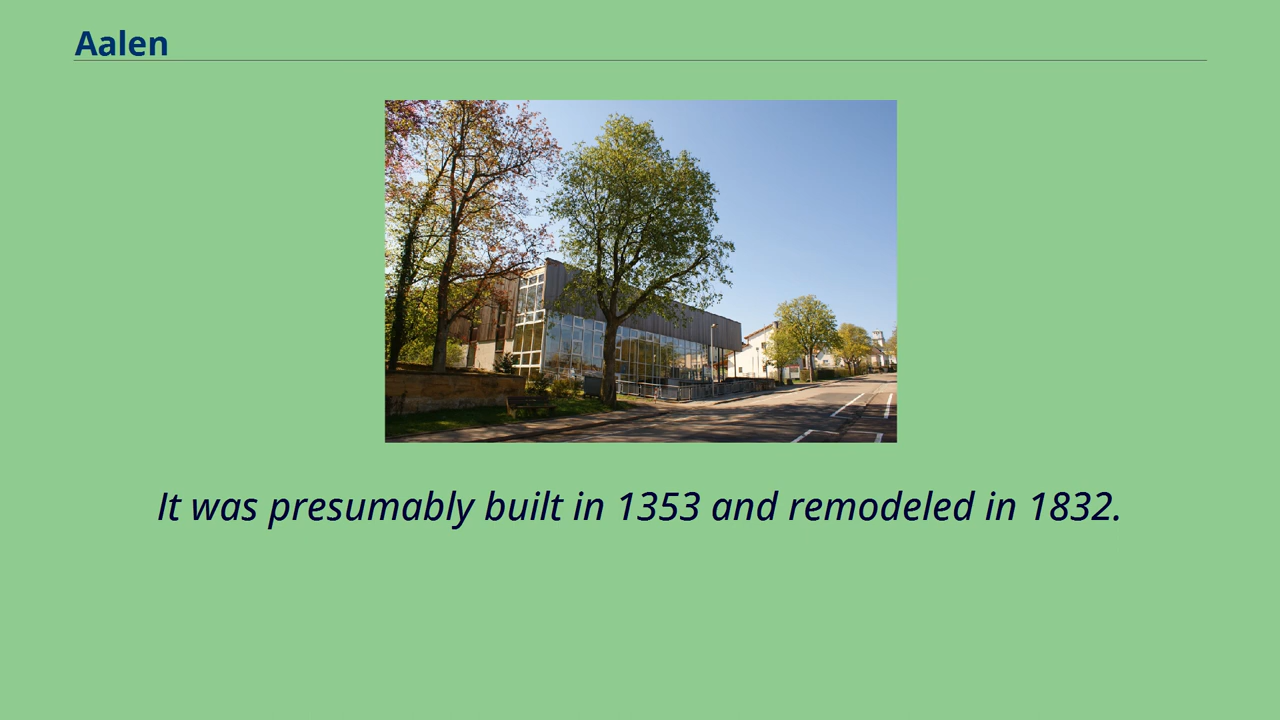 Aalen
It was presumably built in 1353 and remodeled in 1832.